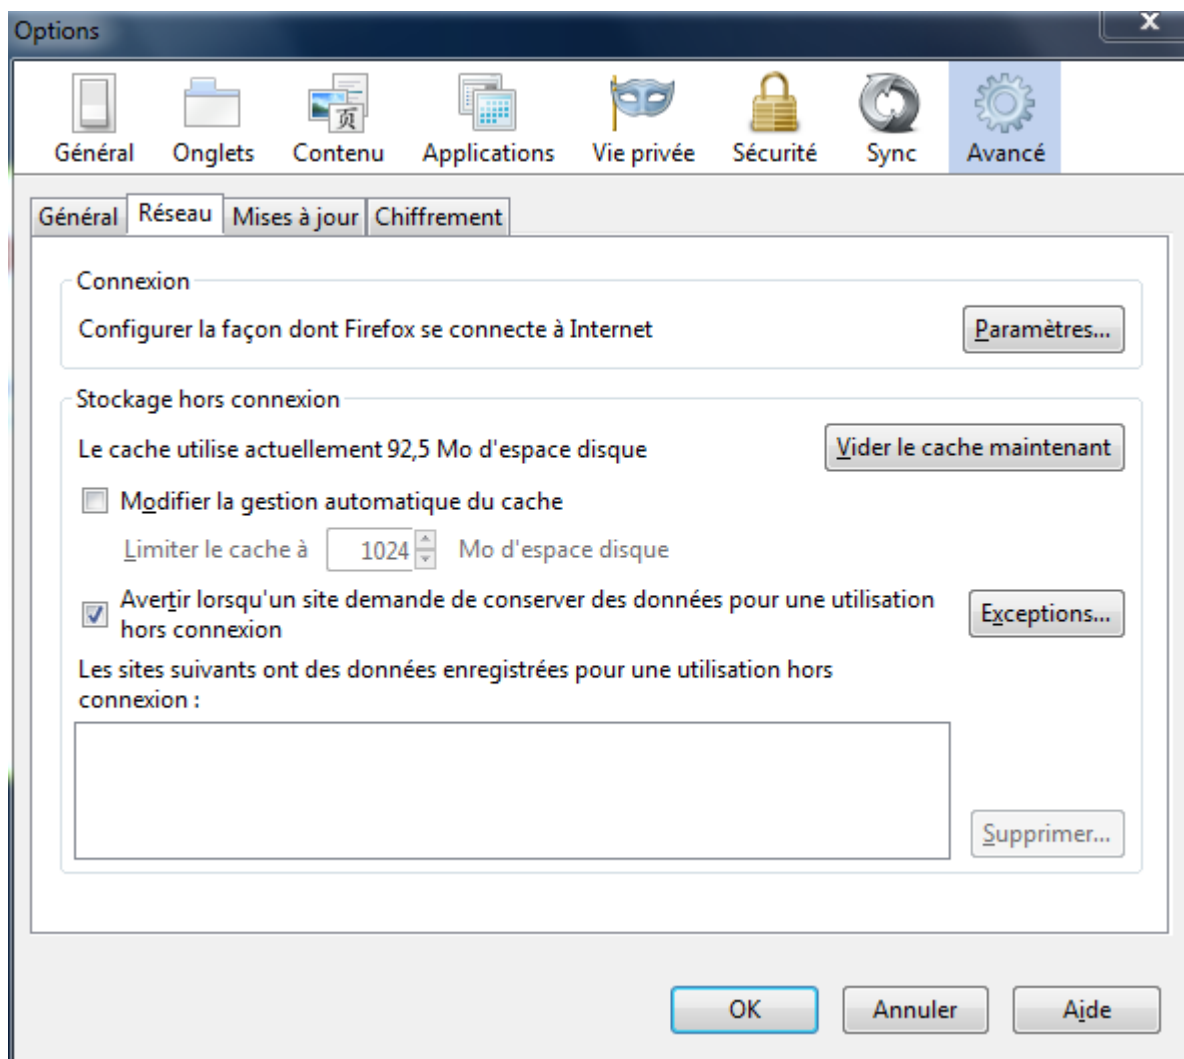 Options
x
页
Général Onglets Contenu Applications Vie privée Sécurité Sync Avancé
Général Réseau Mises à jour Chiffrement
Connexion
Configurer la façon dont Firefox se connecte à Internet Paramètres...
Stockage hors connexion
Le cache utilise actuellement 92,5 Mo d'espace disque Vider le cache maintenant
Modifier la gestion automatique du cache
Limiter le cache à 1024 Mo d'espace disque
Avertir lorsqu'un site demande de conserver des données pour une utilisation
hors connexion Exceptions...
Les sites suivants ont des données enregistrées pour une utilisation hors
connexion :
Supprimer...
OK Annuler Aide